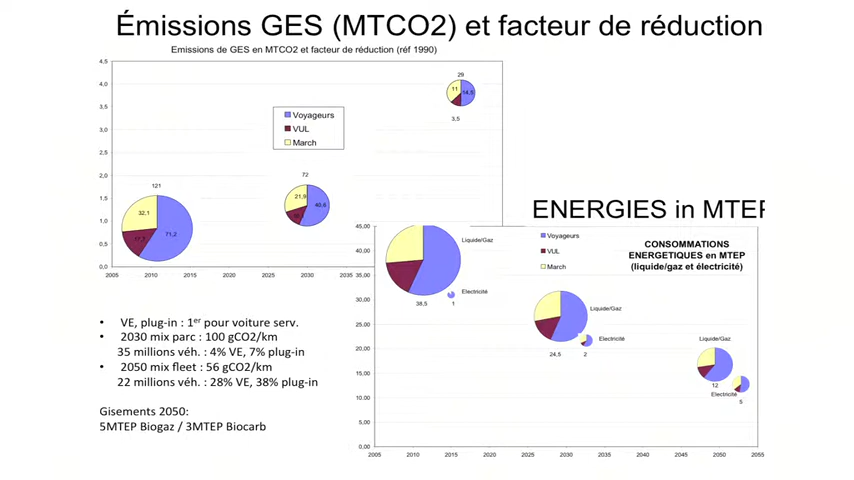 Émissions GES (MTCO2) et facteur de réduction
Emissions de GES en MTCO2 et facteur de réduction (réf 1990)
4,5
4,0
3,5
3,0
2,5
2,0
1,5
1,0
0,5
0,0
2005 2010 2015 2020 2025 2030 2035
Voyageurs
VUL
March
121
32,1
71,2
72
21,9
40,6
29
11
14,5
3,5
ENERGIES in MTEP
CONSOMMATIONS
ENERGETIQUES en MTEP
(liquide/gaz et électricité)
Voyageurs
VUL
March
45,00
40,00
35,00
30,00
25,00
20,00
15,00
10,00
5,00
0,00
2005 2010 2015 2020 2025 2030 2035 2040 2045 2050 2055
Liquide/Gaz
Electricité
38,5 1
Liquide/Gaz
Electricité
24,5 2
Liquide/Gaz
12
Electricité
5
• VE, plug-in : 1er pour voiture serv.
• 2030 mix parc : 100 gCO2/km
35 millions véh. : 4% VE, 7% plug-in
• 2050 mix fleet : 56 gCO2/km
22 millions véh. : 28% VE, 38% plug-in
Gisements 2050:
5MTEP Biogaz / 3MTEP Biocarb